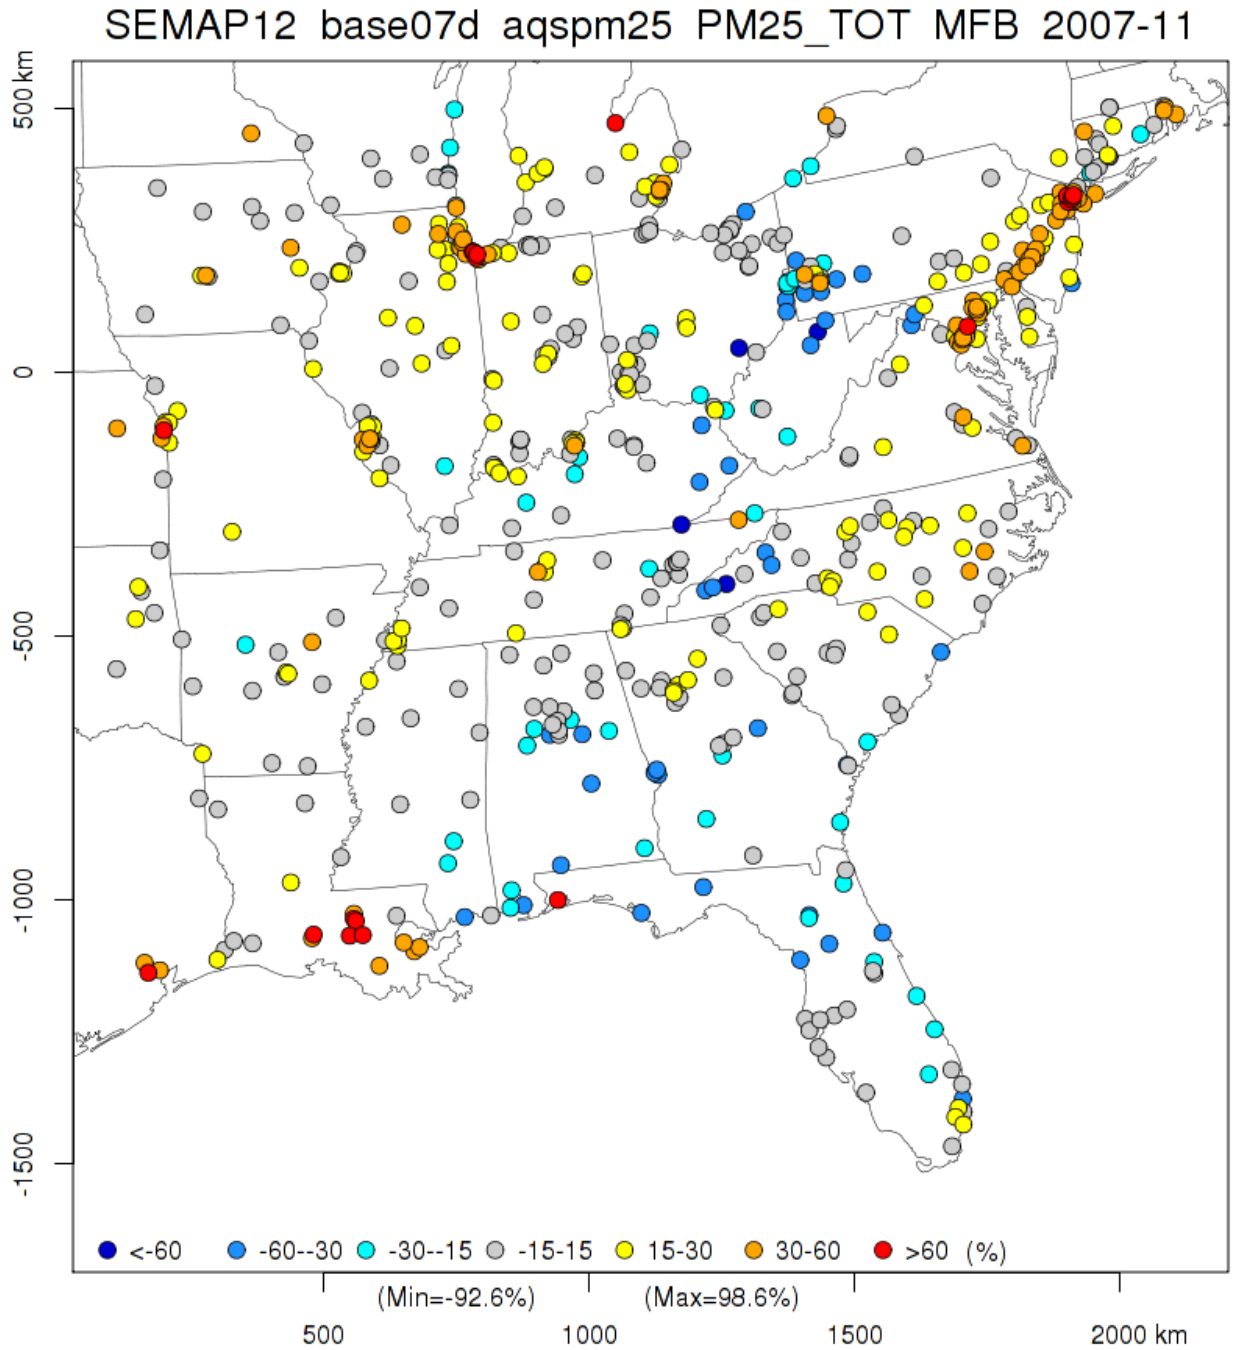 SEMAP12 base07d aqspm25 PM25_TOT MFB 2007-11
500 km
0
-500
-1000
-1500
<-60 -60--30 -30--15 -15-15 15-30 30-60 >60 (%)
(Min=-92.6%) (Max=98.6%)
500 1000 1500 2000 km